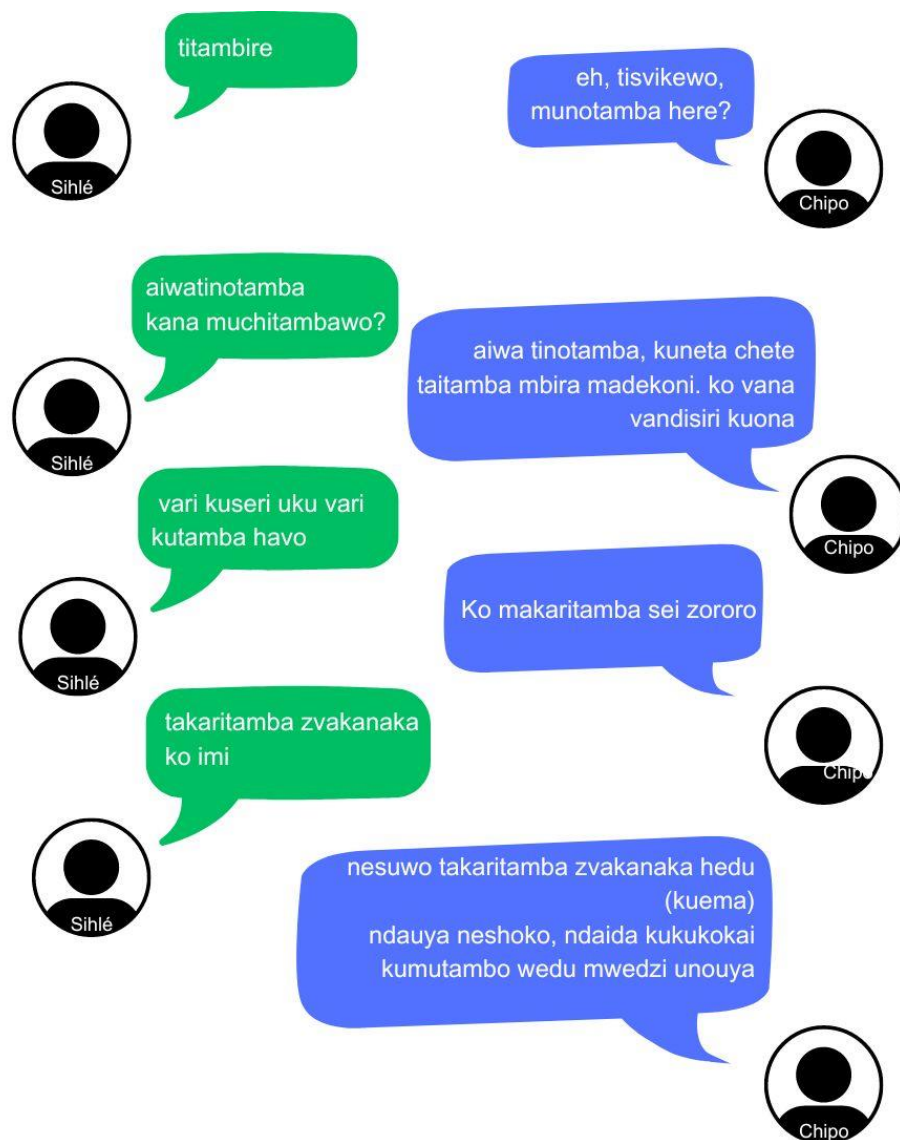 titambire
Sihlé
eh, tisvikewo,
munotamba here?
Chipo
aiwatinotamba
kana muchitambawo?
Sihlé
aiwa tinotamba, kuneta chete
taitamba mbira madekoni. ko vana
vandisiri kuona
Chipo
vari kuseri uku vari
kutamba havo
Sihlé
Ko makaritamba sei zororo
Chipo
takaritamba zvakanaka
ko imi
Sihlé
nesuwo takaritamba zvakanaka hedu
(kuema)
ndauya neshoko, ndaida kukukokai
kumutambo wedu mwedzi unouya
Chipo